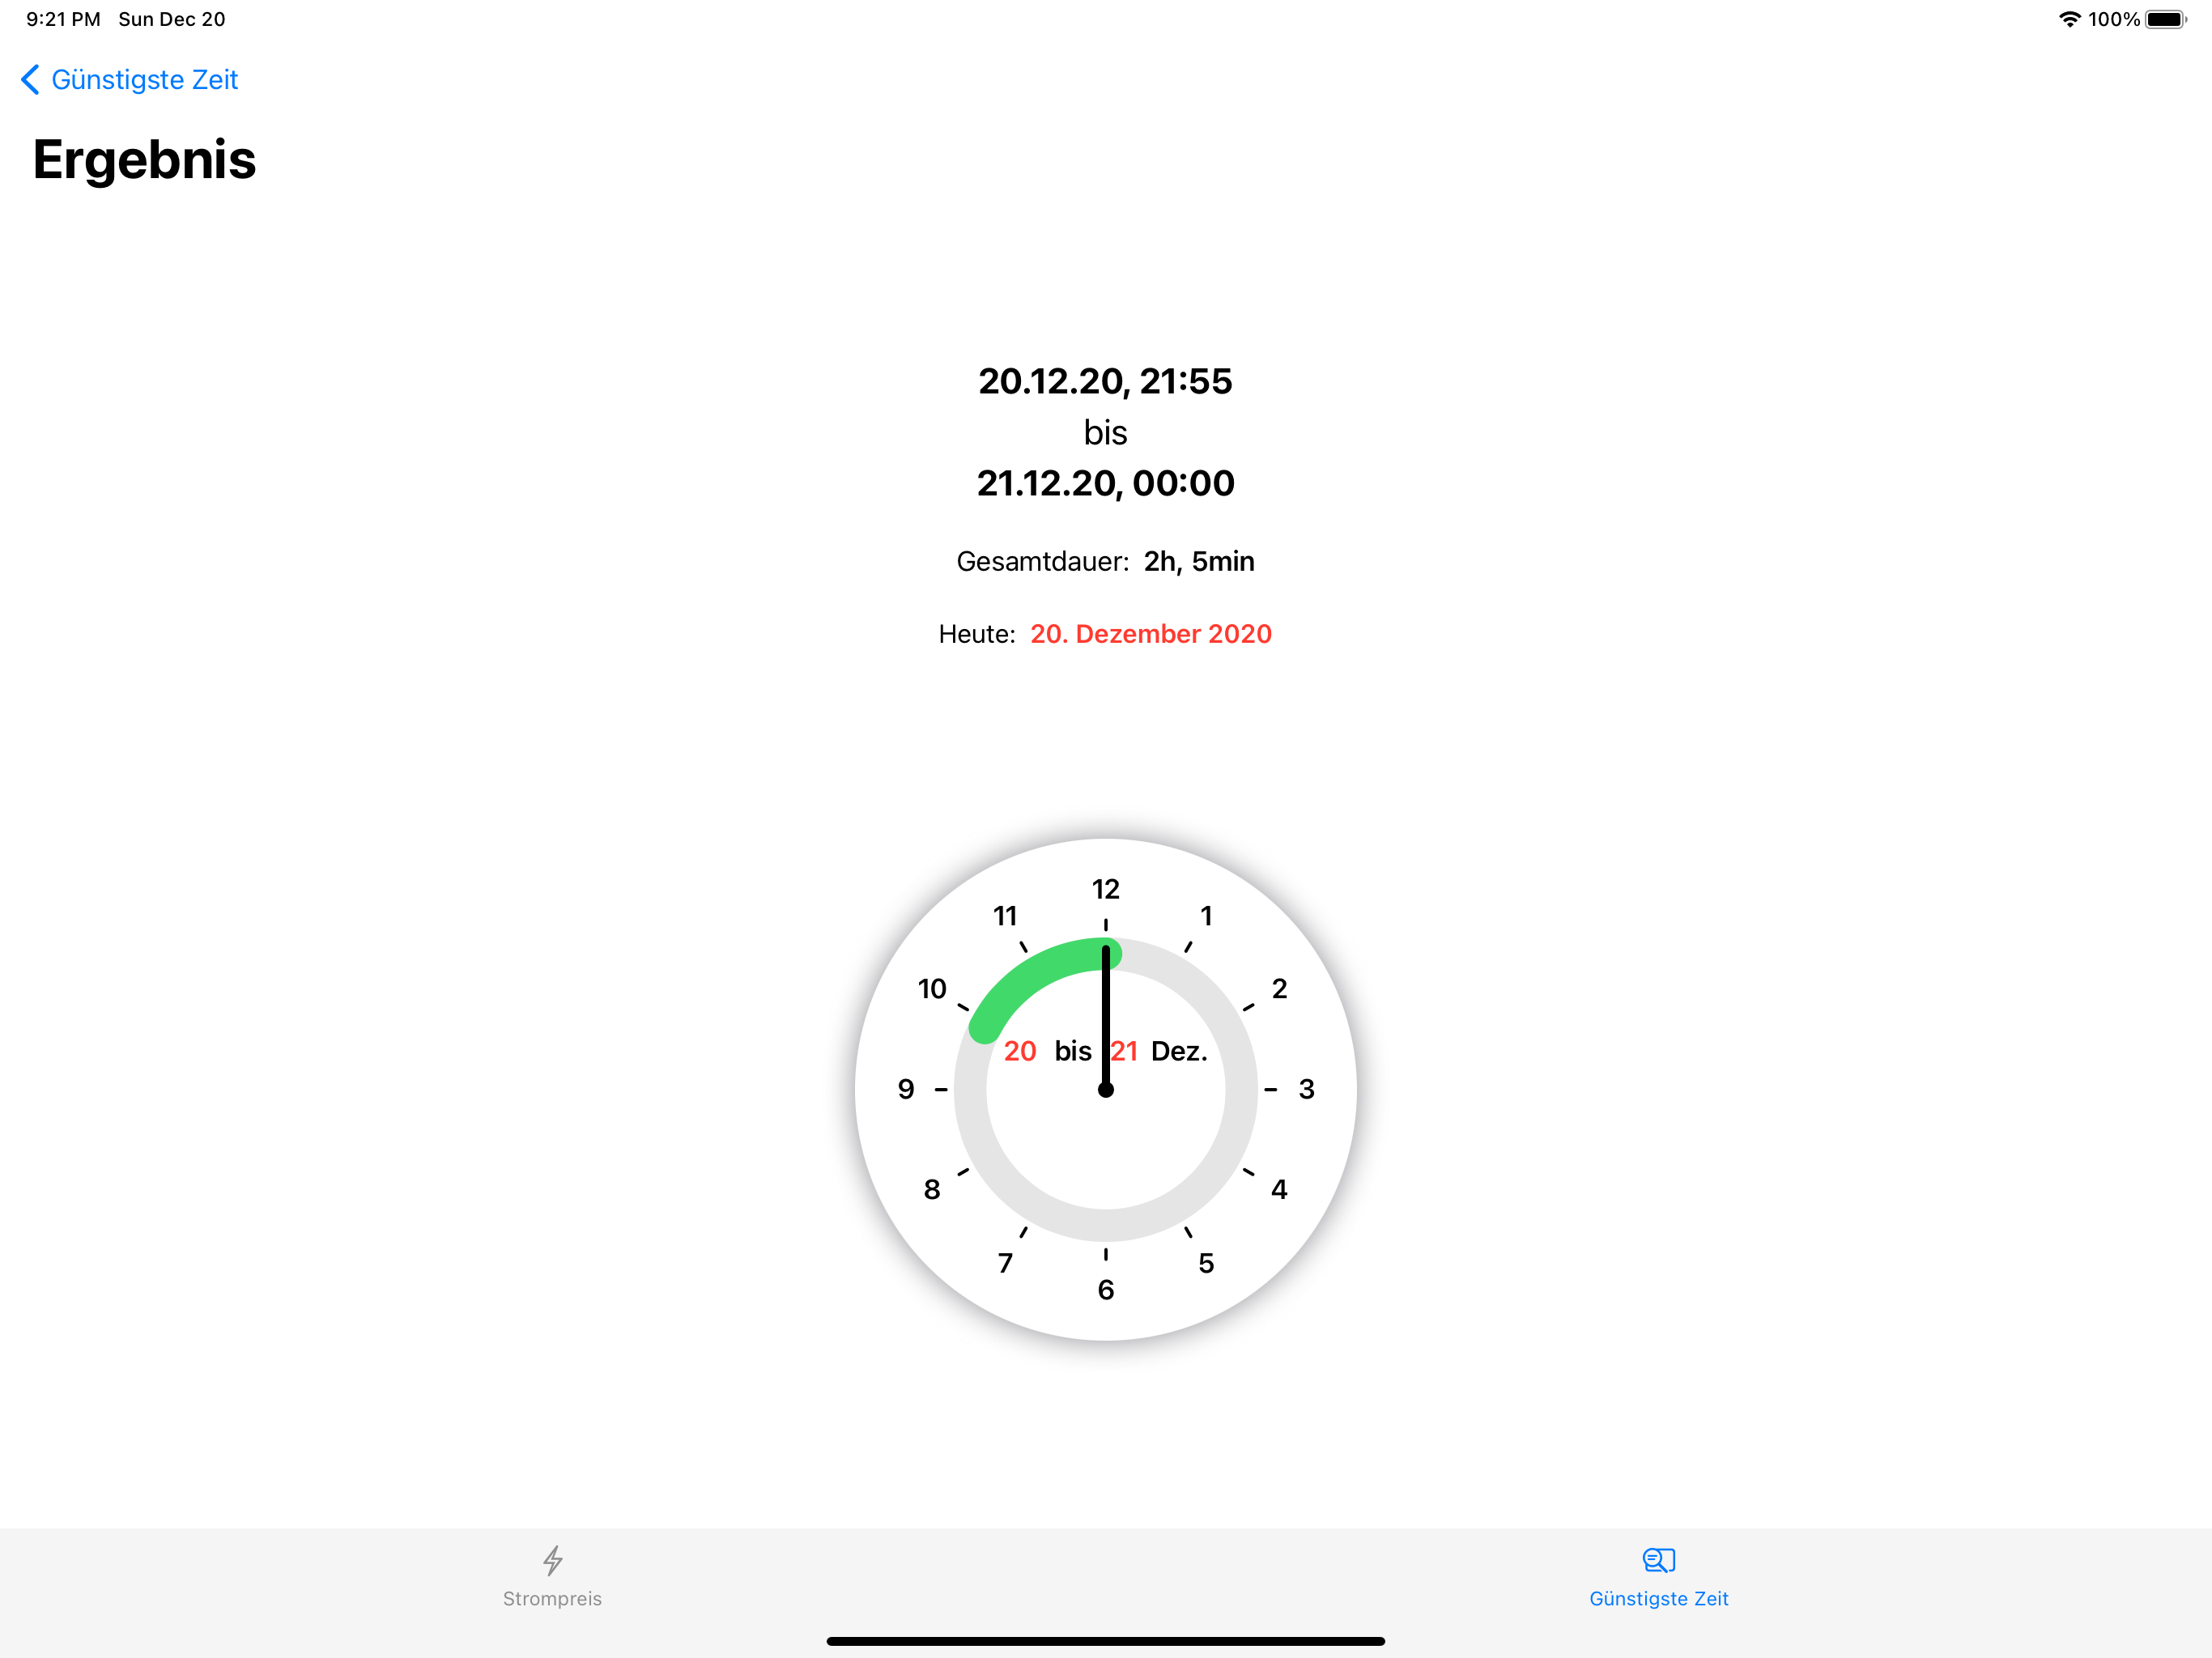 9:21 PM Sun Dec 20 100%
Günstigste Zeit
Ergebnis
20.12.20, 21:55
bis
21.12.20, 00:00
Gesamtdauer: 2h, 5min
Heute: 20. Dezember 2020
12
11 1
10 2
20 bis 21 Dez.
9 3
8 4
7 5
6
Strompreis Günstigste Zeit